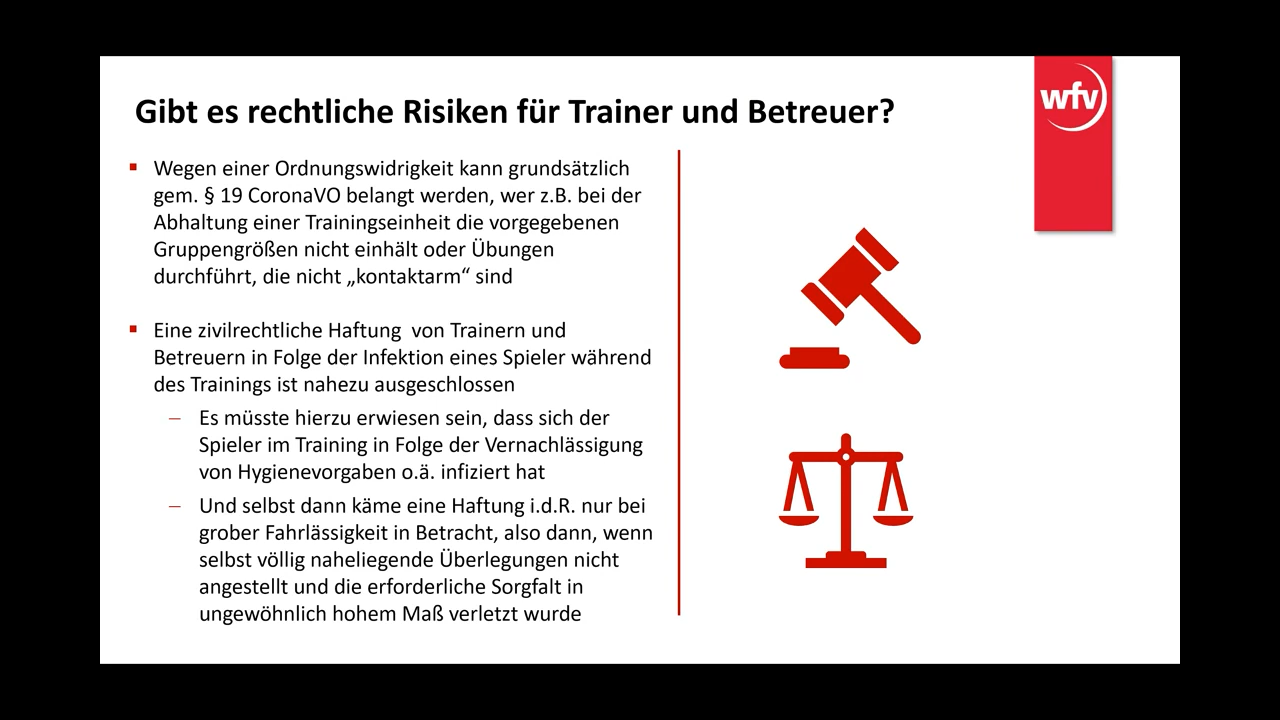 Gibt es rechtliche Risiken für Trainer und Betreuer?
wfv
▪ Wegen einer Ordnungswidrigkeit kann grundsätzlich
gem. § 19 CoronaVO belangt werden, wer z.B. bei der
Abhaltung einer Trainingseinheit die vorgegebenen
Gruppengrößen nicht einhält oder Übungen
durchführt, die nicht „kontaktarm“ sind
▪ Eine zivilrechtliche Haftung  von Trainern und
Betreuern in Folge der Infektion eines Spieler während
des Trainings ist nahezu ausgeschlossen
– Es müsste hierzu erwiesen sein, dass sich der
Spieler im Training in Folge der Vernachlässigung
von Hygienevorgaben o.ä. infiziert hat
– Und selbst dann käme eine Haftung i.d.R. nur bei
grober Fahrlässigkeit in Betracht, also dann, wenn
selbst völlig naheliegende Überlegungen nicht
angestellt und die erforderliche Sorgfalt in
ungewöhnlich hohem Maß verletzt wurde